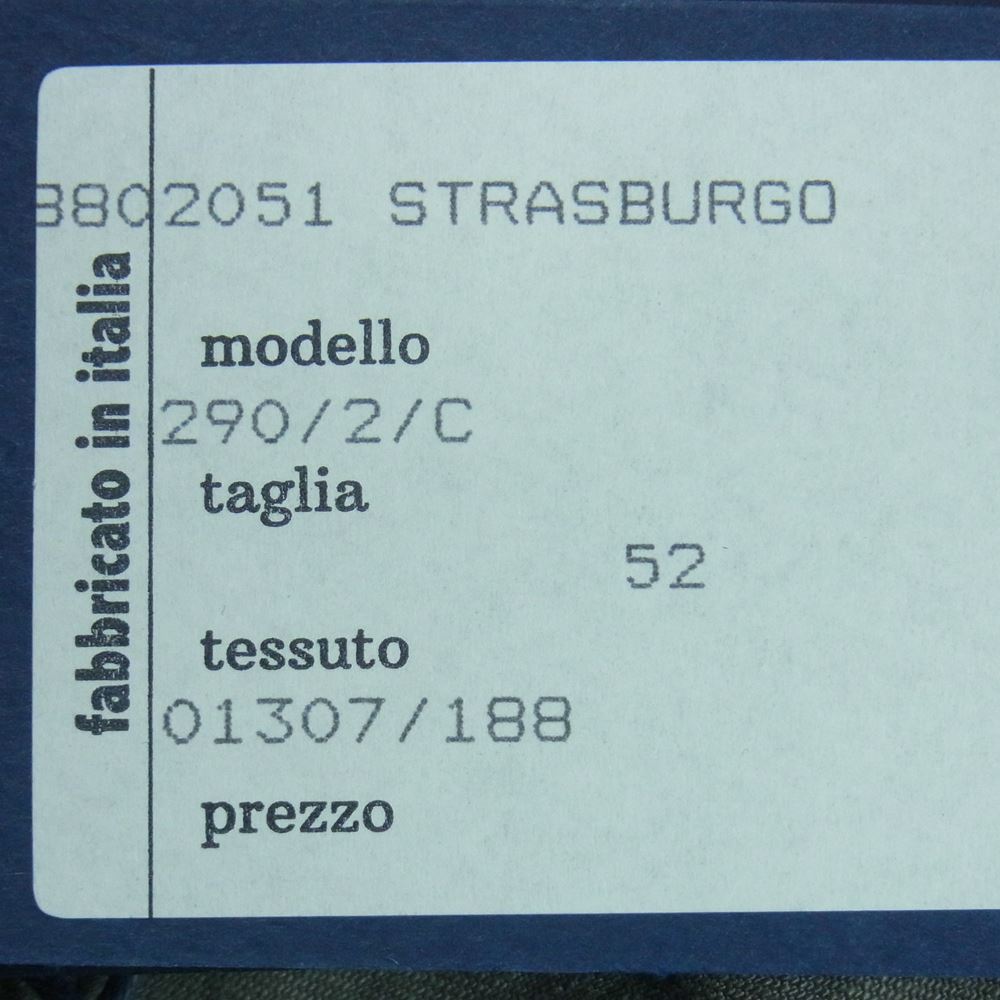 8802051 STRASBURGO
fabbricato in italia
modello
290/2/C
taglia
52
tessuto
01307/188
prezzo